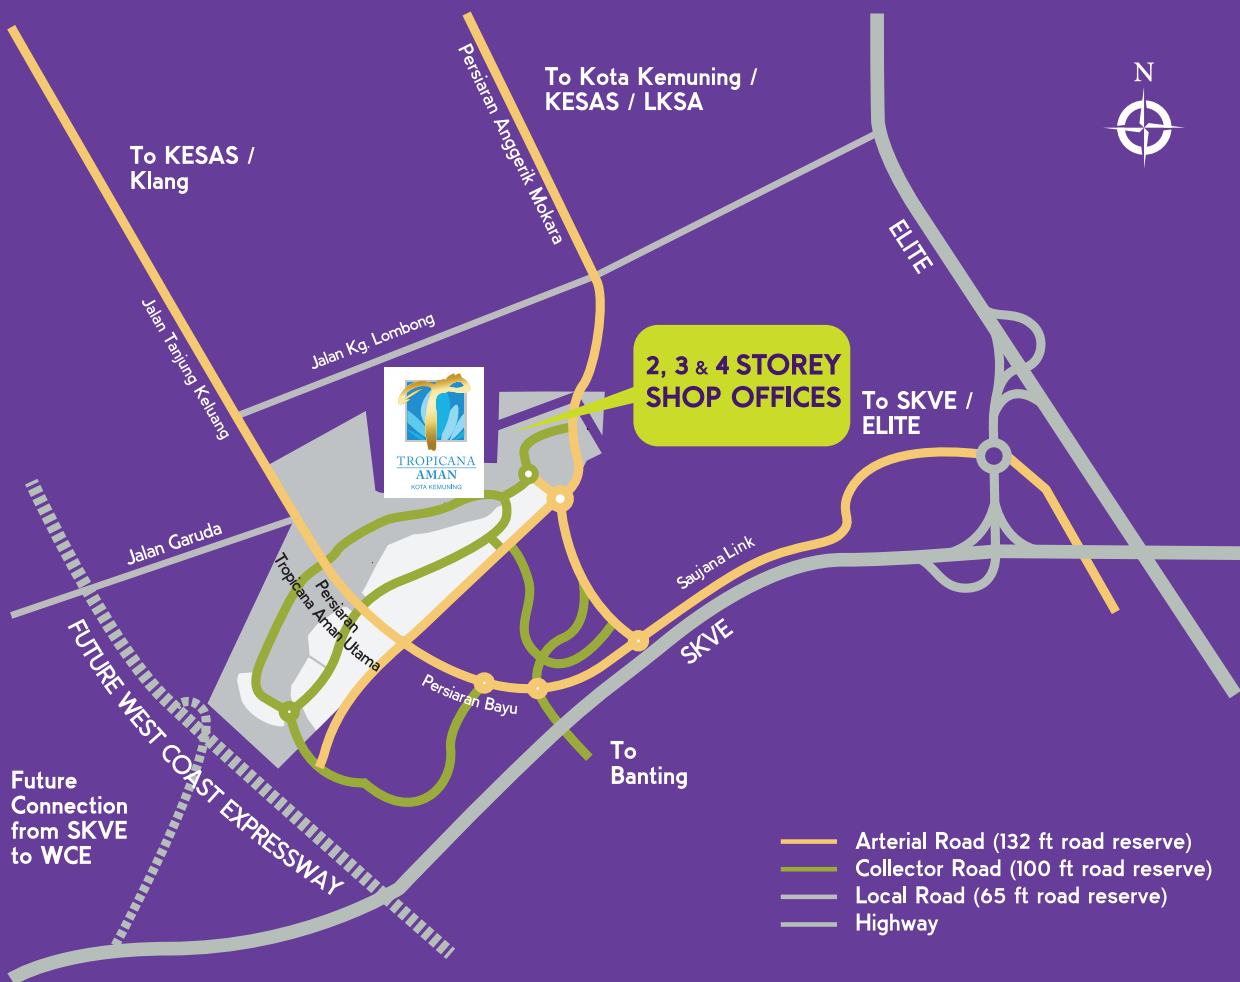 N
To Kota Kemuning /
KESAS / LKSA
Persiaran Anggerik Mokara
To KESAS /
Klang
ELITE
Jalan Tanjung Keluang
Jalan Kg. Lombong
2, 3 & 4 STOREY
SHOP OFFICES
To SKVE /
ELITE
TROPICANA
AMAN
KOTA KEMUNING
Jalan Garuda
Saujana Link
Persiaran
Tropicana Aman Utama
SKVE
FUTURE WEST COAST EXPRESSWAY
Persiaran Bayu
To
Banting
Future
Connection
from SKVE
to WCE
Arterial Road (132 ft road reserve)
Collector Road (100 ft road reserve)
Local Road (65 ft road reserve)
Highway